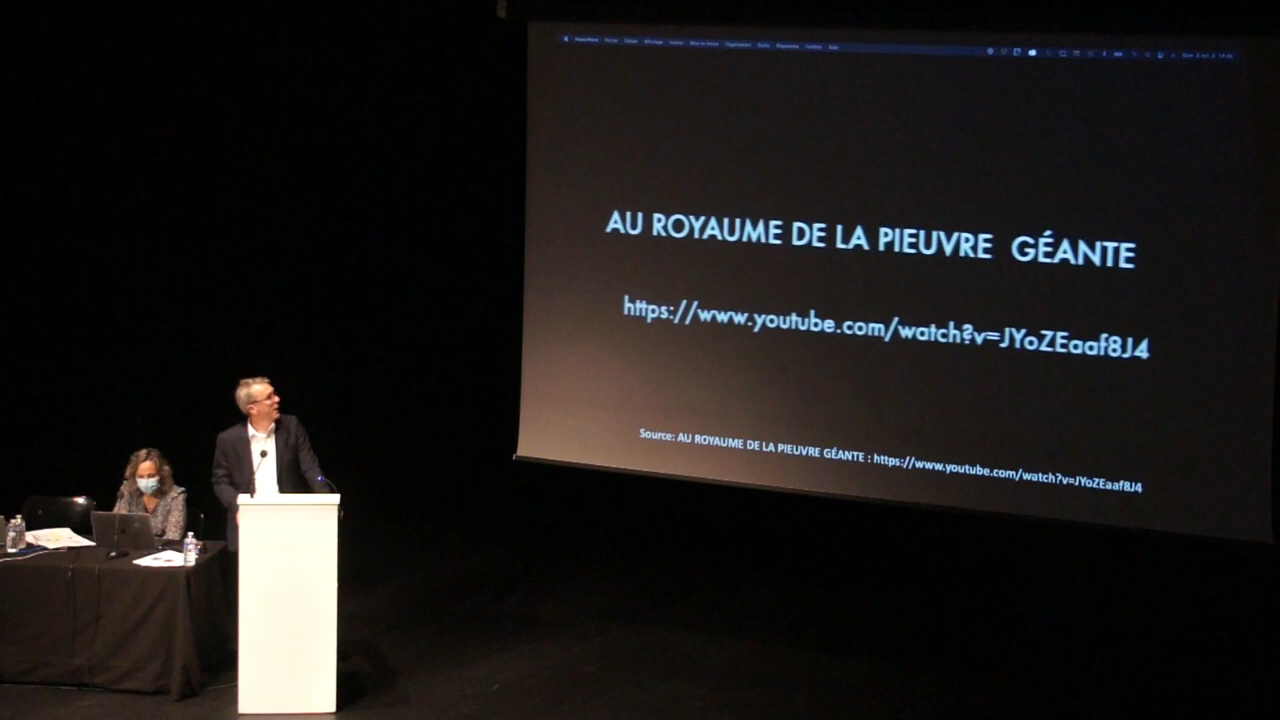 PowerPoint
AU ROYAUME DE LA PIEUVRE GÉANTE
https://www.youtube.com/watch?v=JYoZEaaf8J4
Source: AU ROYAUME DE LA PIEUVRE GÉANTE : https://www.youtube.com/watch?v=JYoZEaaf8J4